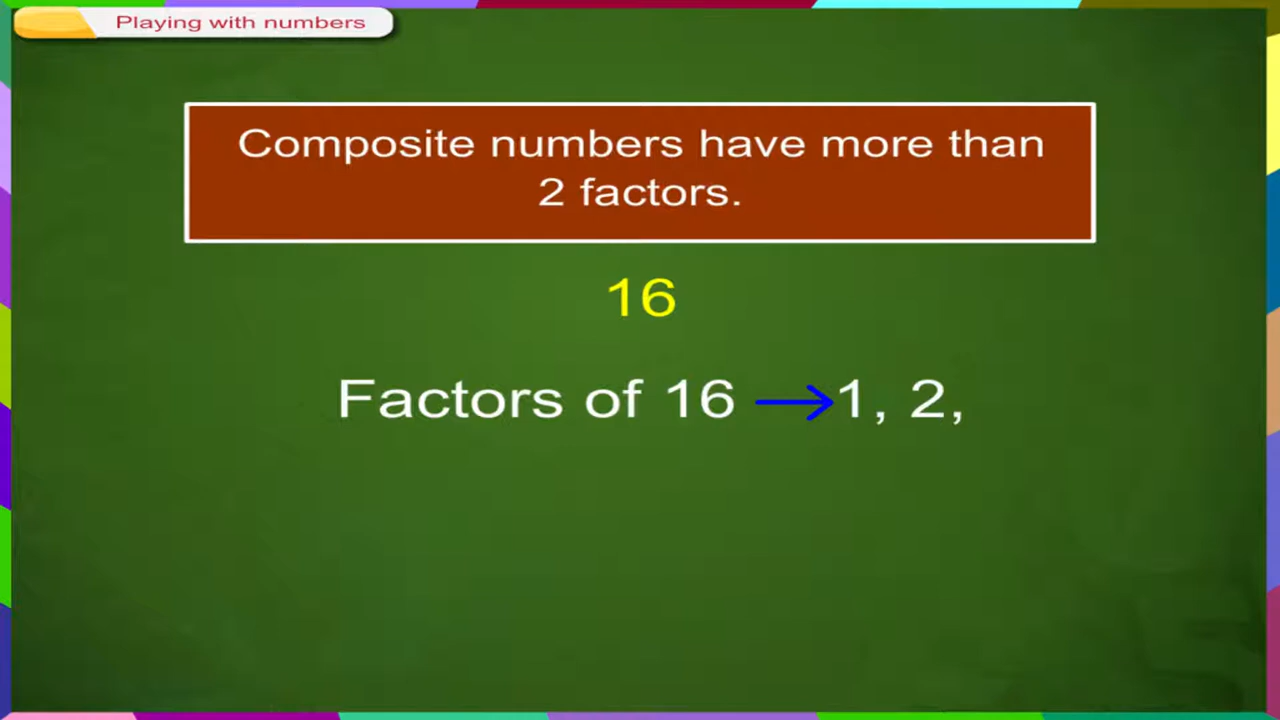 Playing with numbers
Composite numbers have more than
2 factors.
16
Factors of 16 →1, 2,